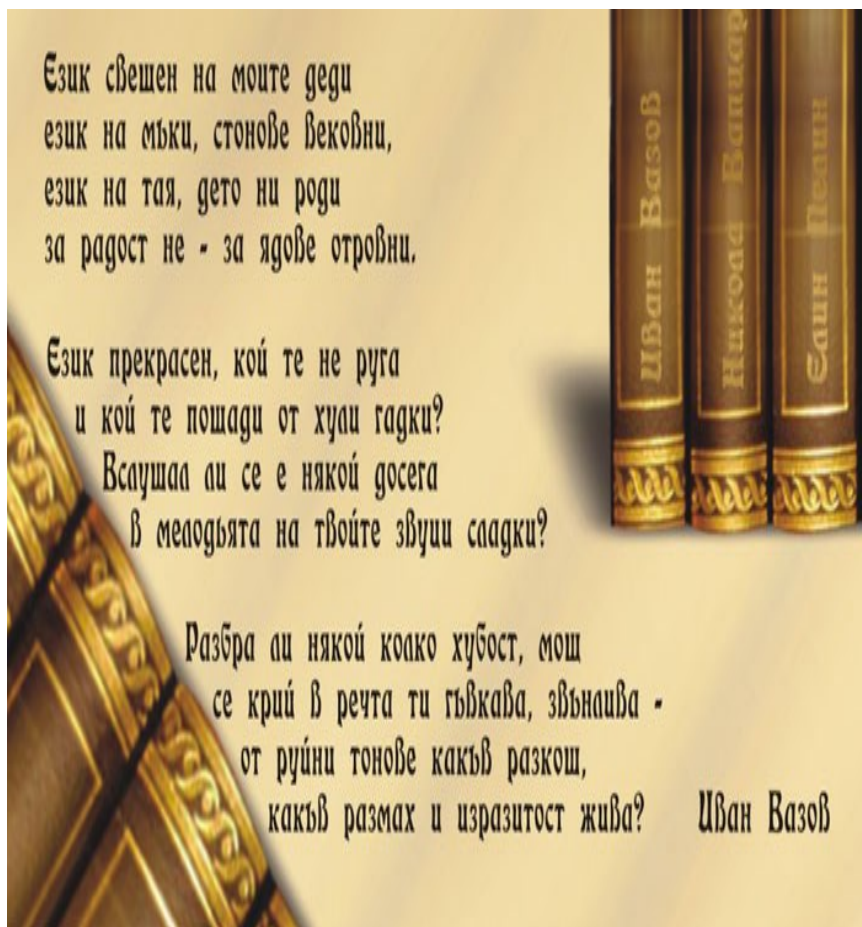 Език свещен на моите деди
език на мъки, стонове вековни,
език на тая, дето ни роди
за радост не - за ядове отровни.
Език прекрасен, кой те не руга
и кой те пощади от хули гадки?
Вслушал ли се е някой досега
в мелодьята на твойте звуци сладки?
Разбра ли някой колко хубост, мощ
се крий в речта ти гъвкава, звънлива -
от руйни тонове какъв разкош,
какъв размах и изразитост жива?
Иван Вазов
Иван Вазов
Никола Вапцар
Елин Пелин